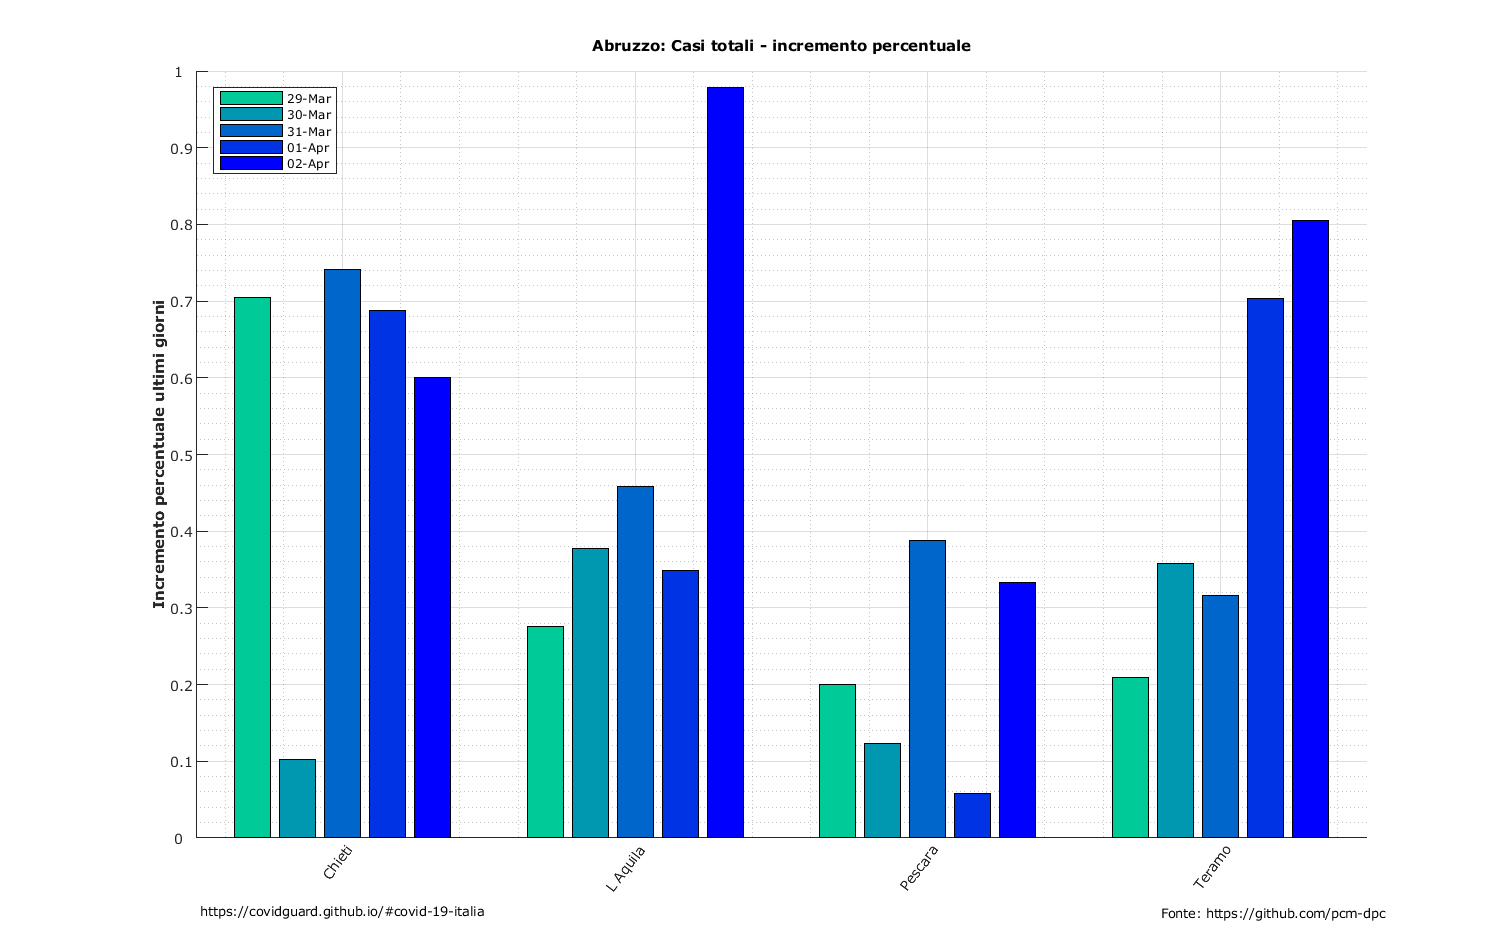 Abruzzo: Casi totali - incremento percentuale
1
0.9
0.8
0.7
0.6
0.5
0.4
0.3
0.2
0.1
0
Incremento percentuale ultimi giorni
29-Mar
30-Mar
31-Mar
01-Apr
02-Apr
Chieti
L Aquila
Pescara
Teramo
https://covidguard.github.io/#covid-19-italia
Fonte: https://github.com/pcm-dpc